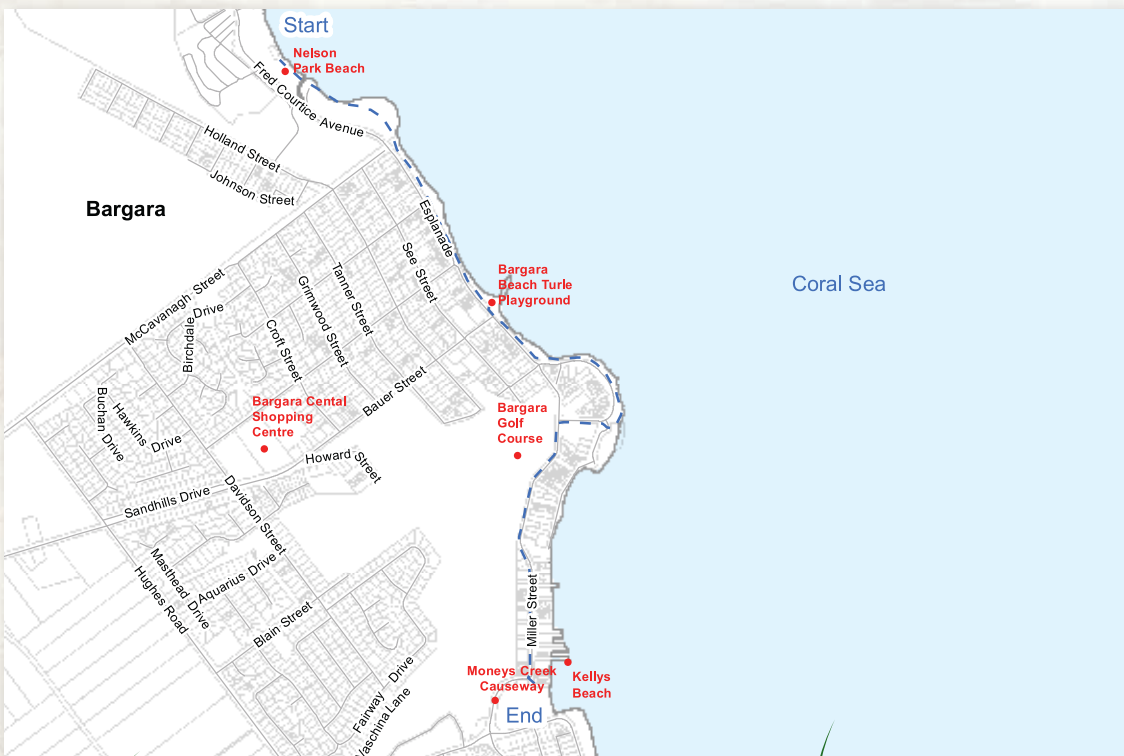 Start
Nelson
Park Beach
Fred Courtice Avenue
Holland Street
Johnson Street
Bargara
Esplanade
See Street
Tanner Street
Grimwood Street
Croft Street
McCavanagh Street
Birchdale Drive
Bargara
Beach Turle
Playground
Coral Sea
Bauer Street
Buchan Drive
Hawkins Drive
Bargara Cental
Shopping
Centre
Bargara
Golf
Course
Howard Street
Sandhills Drive
Davidson Street
Masthead Drive
Aquarius Drive
Hughes Road
Blain Street
Miller Street
Fairway Drive
Vaschina Lane
Moneys Creek
Causeway
Kellys
Beach
End